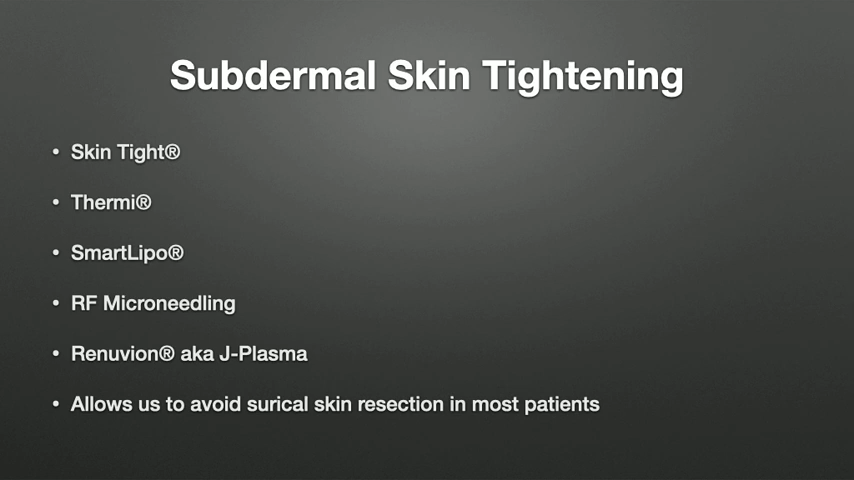 Subdermal Skin Tightening
• Skin Tight®
• Thermi®
• SmartLipo®
• RF Microneedling
• Renuvion® aka J-Plasma
• Allows us to avoid surical skin resection in most patients